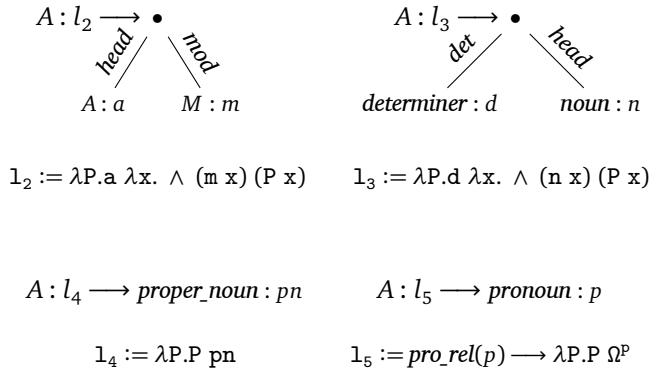 A : l₂ ⟶ •
head
mod
A : a
M : m
l₂ := λP.a λx. ∧ (m x) (P x)
A : l₃ ⟶ •
det
head
determiner : d
noun : n
l₃ := λP.d λx. ∧ (n x) (P x)
A : l₄ ⟶ proper_noun : pn
l₄ := λP.P pn
A : l₅ ⟶ pronoun : p
l₅ := pro_rel(p) ⟶ λP.P Ωᵖ